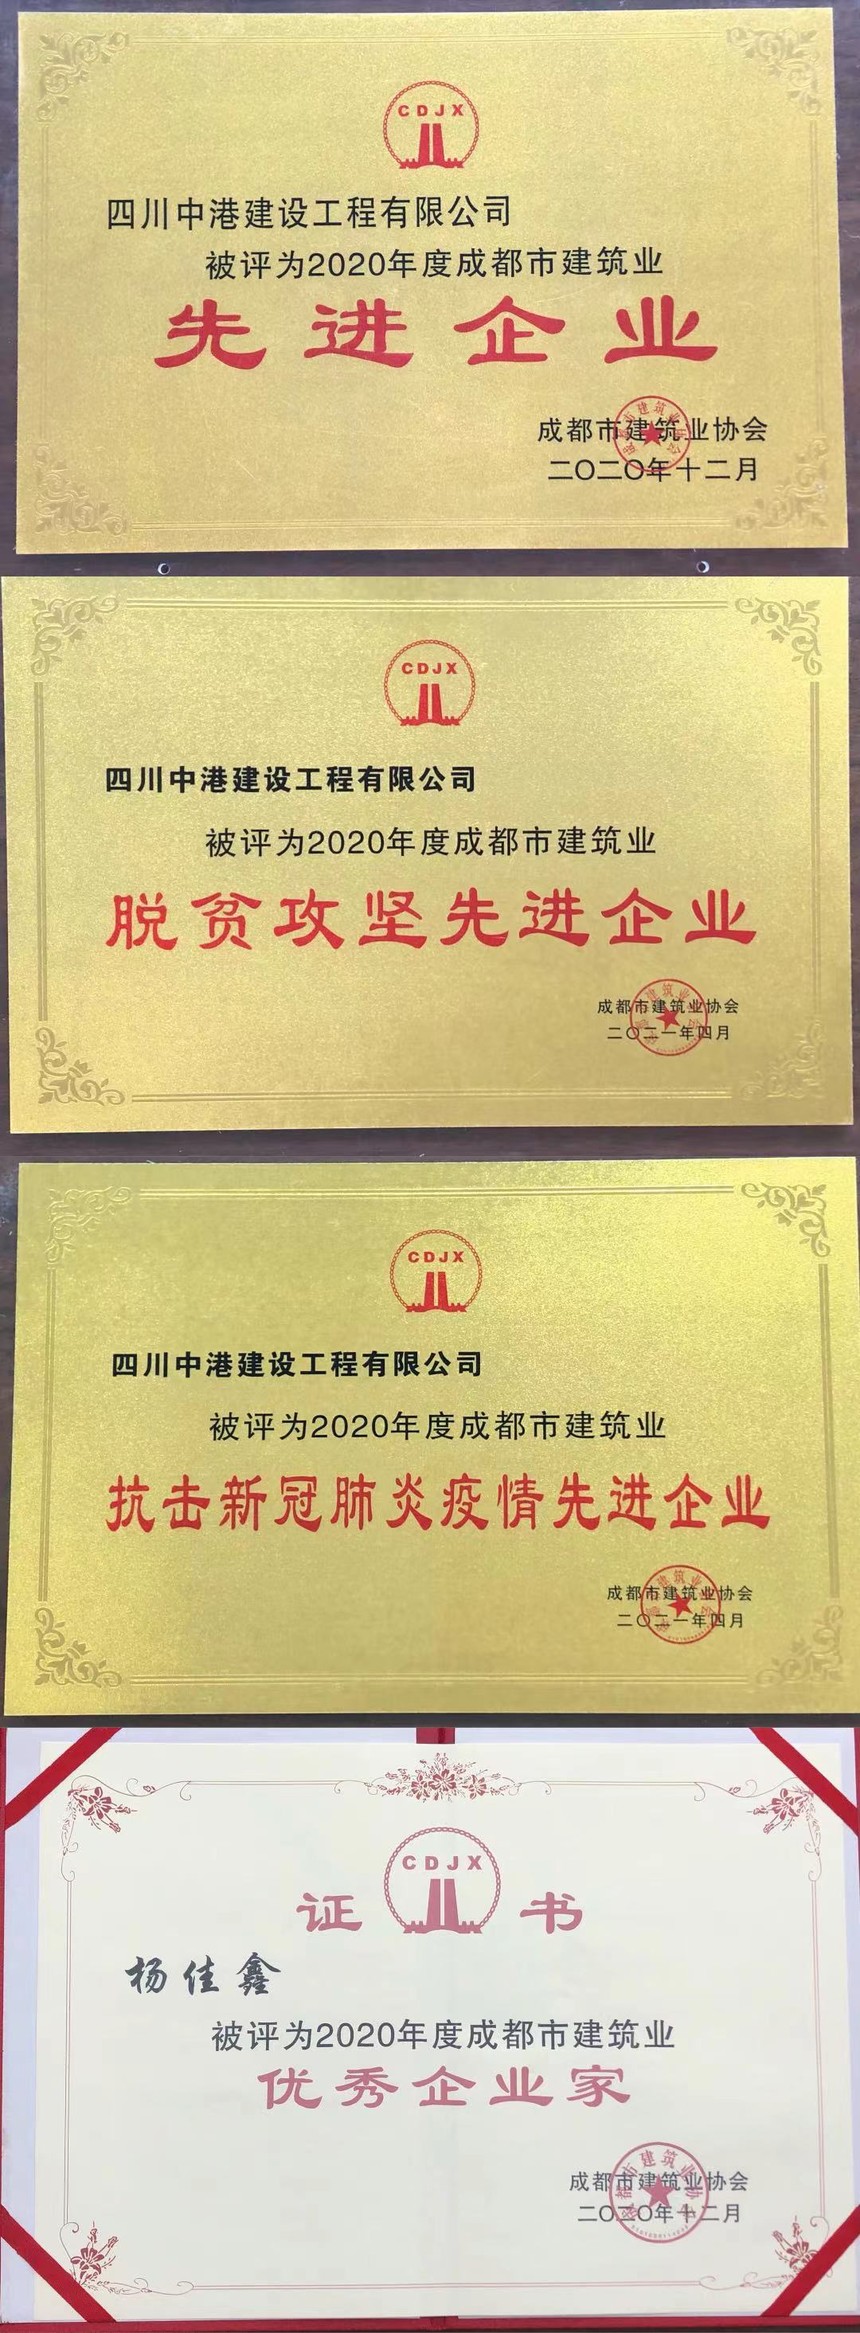 CDJX
四川中港建设工程有限公司
被评为2020年度成都市建筑业
先进企业
成都市建筑业协会
二〇二〇年十二月
CDJX
四川中港建设工程有限公司
被评为2020年度成都市建筑业
脱贫攻坚先进企业
成都市建筑业协会
二〇二一年四月
CDJX
四川中港建设工程有限公司
被评为2020年度成都市建筑业
抗击新冠肺炎疫情先进企业
成都市建筑业协会
二〇二一年四月
CDJX
证书
杨佳鑫
被评为2020年度成都市建筑业
优秀企业家
成都市建筑业协会
二〇二〇年十二月